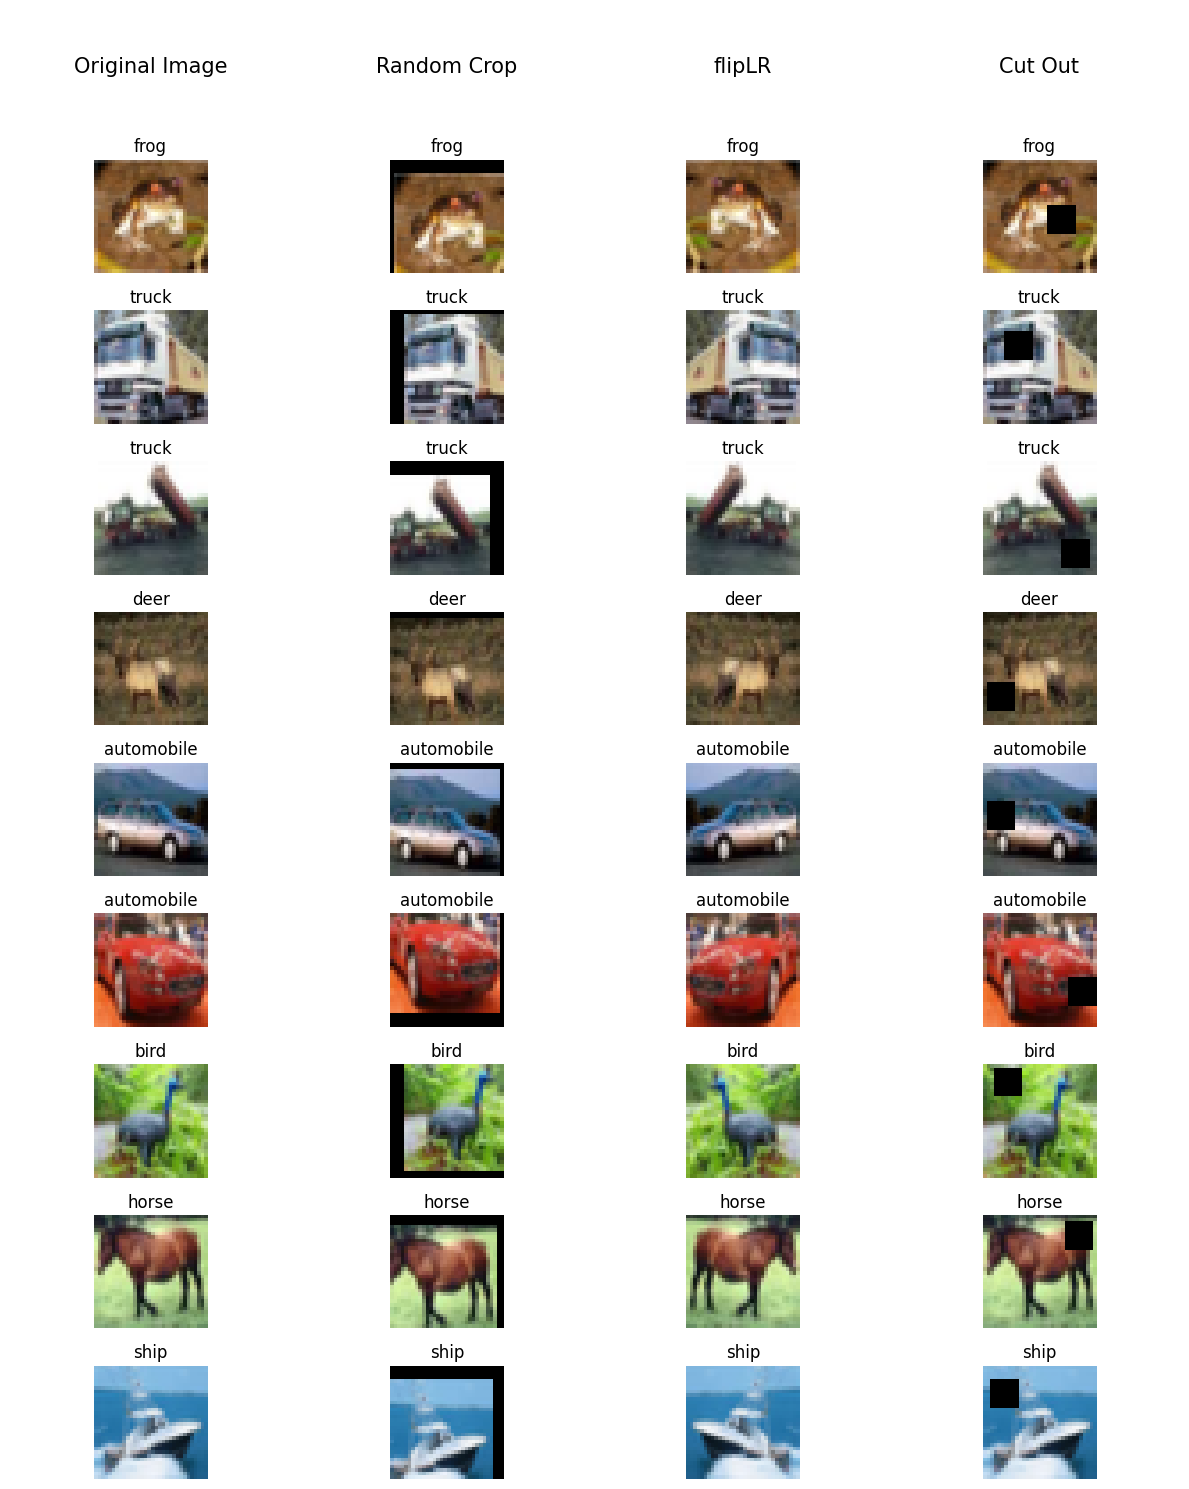 Original Image Random Crop flipLR Cut Out
frog frog frog frog
truck truck truck truck
truck truck truck truck
deer deer deer deer
automobile automobile automobile automobile
automobile automobile automobile automobile
bird bird bird bird
horse horse horse horse
ship ship ship ship